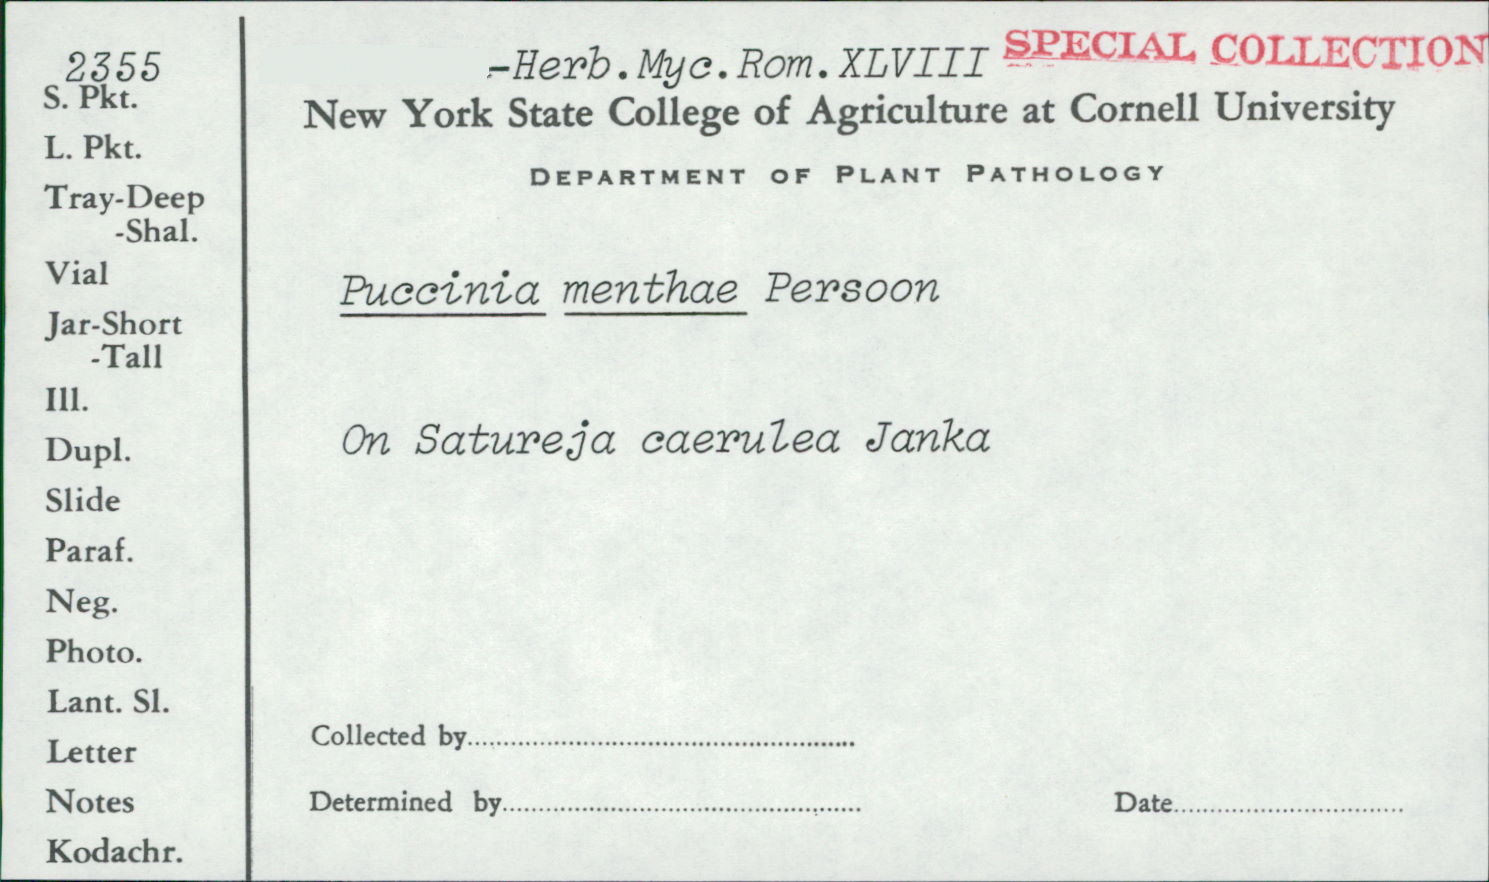 2355
S. Pkt.
L. Pkt.
Tray-Deep
-Shal.
Vial
Jar-Short
-Tall
Ill.
Dupl.
Slide
Paraf.
Neg.
Photo.
Lant. Sl.
Letter
Notes
Kodachr.
-Herb.Myc.Rom.XLVIII SPECIAL COLLECTION
New York State College of Agriculture at Cornell University
DEPARTMENT OF PLANT PATHOLOGY
Puccinia menthae Persoon
On Satureja caerulea Janka
Collected by
Determined by Date